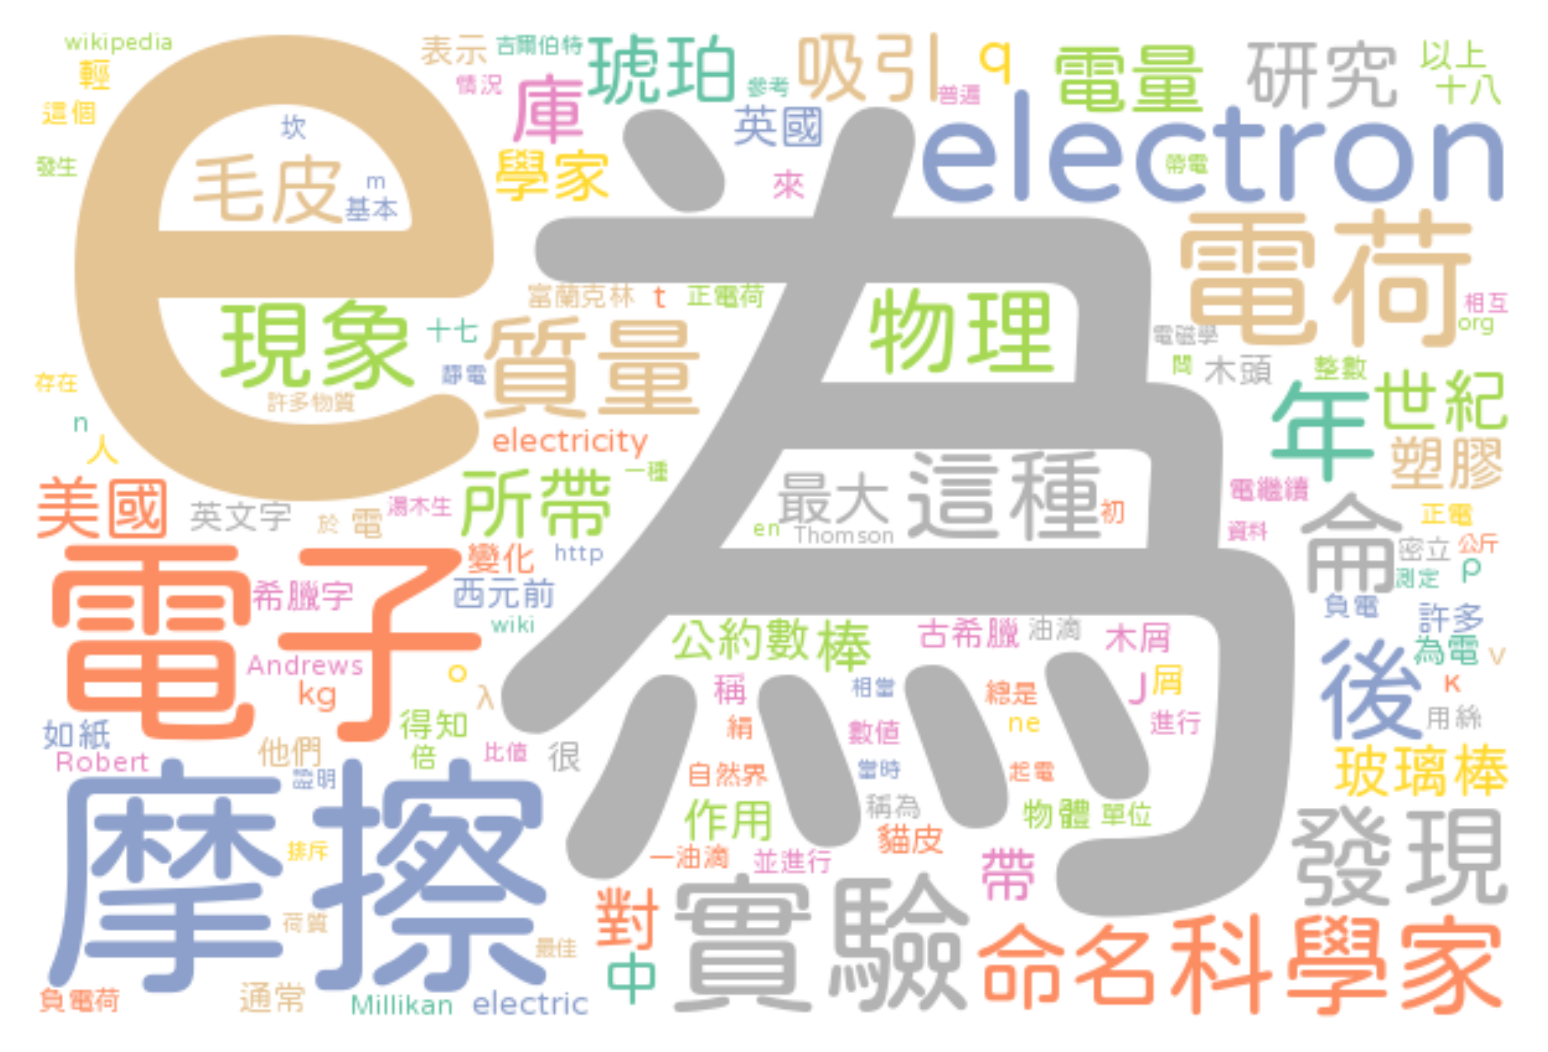 wikipedia
表示
吉爾伯特
琥珀
吸引
q
電量
研究
以上
輕
情況
庫
參考
普遍
十八
這個
e
坎
學家
英國
electron
發生
毛皮
m
基本
來
帶電
為
電荷
現象
十七
富蘭克林
t
正電荷
物理
相互
org
電磁學
存在
許多物質
靜電
質量
問
木頭
整數
世紀
年
n
人
electricity
所帶
一種
最大
這種
初
en
Thomson
塑膠
電繼續
美國
英文字
於
電
湯木生
資料
侖
正電
密立
公斤
測定
ρ
電子
希臘字
變化
http
西元前
wiki
負電
許多
為電
v
Andrews
kg
o
λ
公約數
棒
古希臘
油滴
木屑
後
K
用絲
如紙
Robert
他們
得知
倍
比值
很
稱
相當
總是
J
屑
絹
數值
ne
進行
證明
自然界
當時
起電
玻璃棒
摩擦
作用
稱為
物體
單位
發現
排斥
一油滴
並進行
貓皮
帶
荷質
最佳
對
中
實驗
命名
科學家
負電荷
通常
Millikan
electric